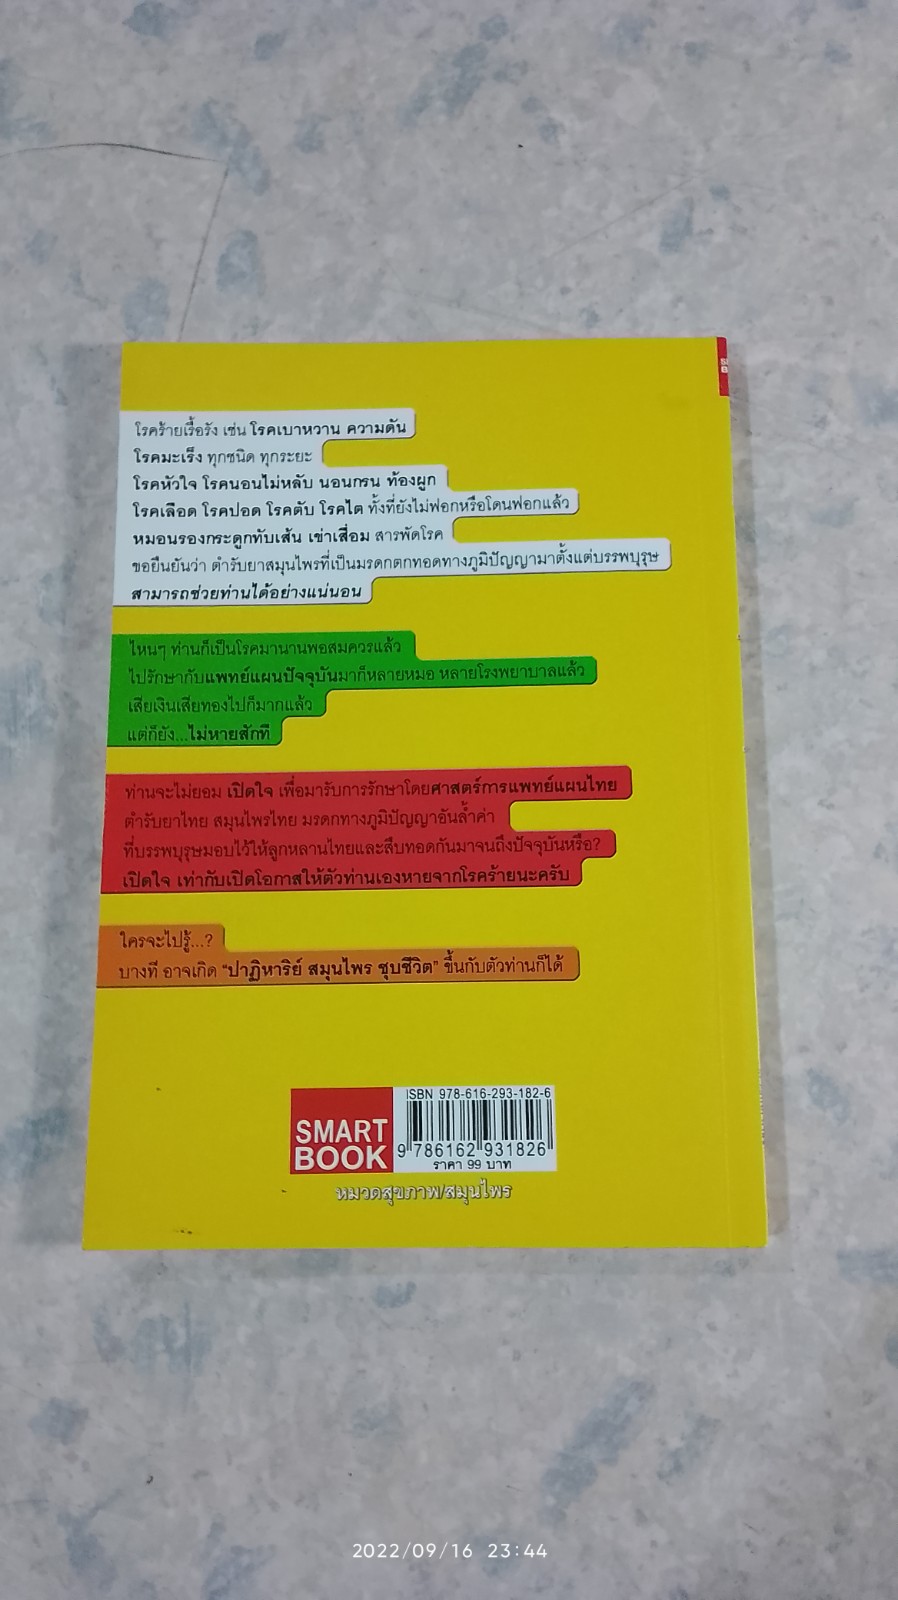 โรคร้ายเรื้อรัง เช่น โรคเบาหวาน ความดัน
โรคมะเร็ง ทุกชนิด ทุกระยะ
โรคหัวใจ โรคนอนไม่หลับ นอนกรน ท้องผูก
โรคเลือด โรคปอด โรคตับ โรคไต ทั้งที่ยังไม่ฟอกหรือโดนฟอกแล้ว
หมอนรองกระดูกทับเส้น เข่าเสื่อม สารพัดโรค
ขอยืนยันว่า ตำรับยาสมุนไพรที่เป็นมรดกตกทอดทางภูมิปัญญามาตั้งแต่บรรพบุรุษ
สามารถช่วยท่านได้อย่างแน่นอน
ไหนๆ ท่านก็เป็นโรคมานานพอสมควรแล้ว
ไปรักษากับแพทย์แผนปัจจุบันมาก็หลายหมอ หลายโรงพยาบาลแล้ว
เสียเงินเสียทองไปก็มากแล้ว
แต่ก็ยัง...ไม่หายสักที
ท่านจะไม่ยอม เปิดใจ เพื่อมารับการรักษาโดยศาสตร์การแพทย์แผนไทย
ตำรับยาไทย สมุนไพรไทย มรดกทางภูมิปัญญาอันล้ำค่า
ที่บรรพบุรุษมอบไว้ให้ลูกหลานไทยและสืบทอดกันมาจนถึงปัจจุบันหรือ?
เปิดใจ เท่ากับเปิดโอกาสให้ตัวท่านเองหายจากโรคร้ายนะครับ
ใครจะไปรู้...?
บางที อาจเกิด "ปาฏิหาริย์ สมุนไพร ชุบชีวิต" ขึ้นกับตัวท่านก็ได้
ISBN 978-616-293-182-6
SMART
BOOK
9 786162 931826
ราคา 99 บาท
หมวดสุขภาพ/สมุนไพร
2022/09/16 23:44